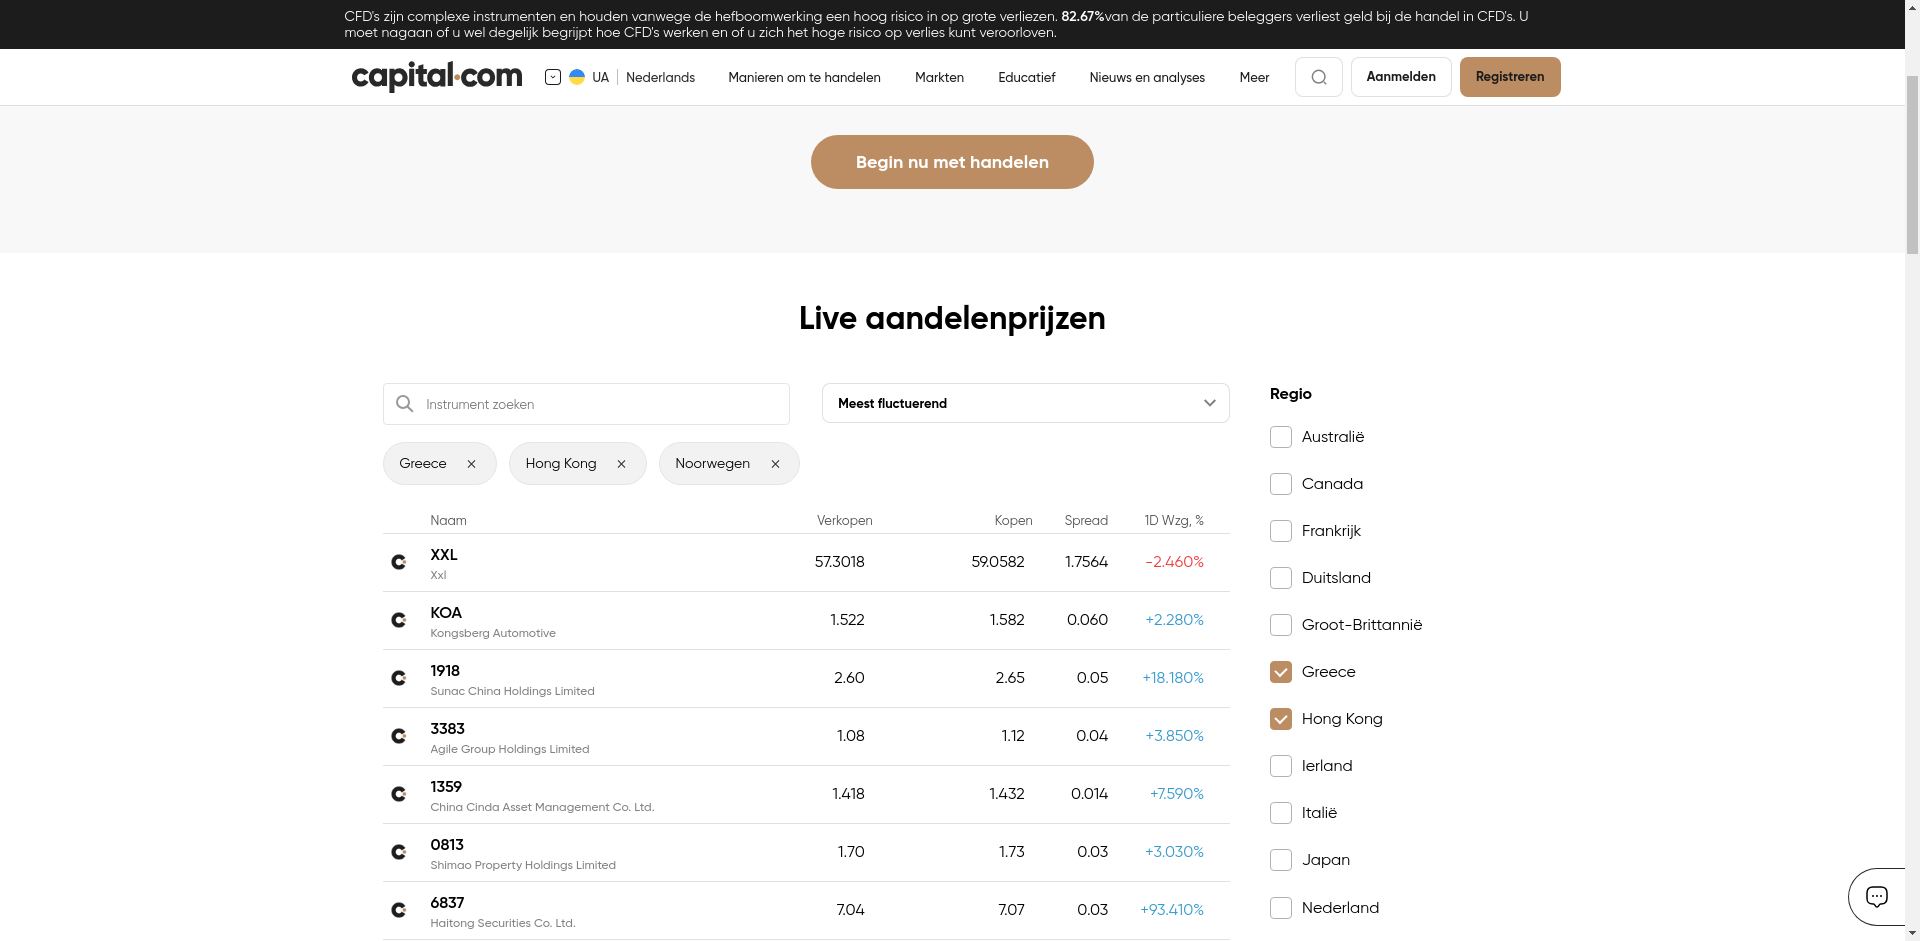 CFD's zijn complexe instrumenten en houden vanwege de hefboomwerking een hoog risico in op grote verliezen. 82.67%van de particuliere beleggers verliest geld bij de handel in CFD's. U
moet nagaan of u wel degelijk begrijpt hoe CFD's werken en of u zich het hoge risico op verlies kunt veroorloven.
capital.com UA Nederlands Manieren om te handelen Markten Educatief Nieuws en analyses Meer Aanmelden Registreren
Begin nu met handelen
Live aandelenprijzen
Instrument zoeken
Meest fluctuerend
Greece Hong Kong Noorwegen
Naam Verkopen Kopen Spread 1D Wzg, %
XXL 57.3018 59.0582 1.7564 -2.460%
Xxl
KOA 1.522 1.582 0.060 +2.280%
Kongsberg Automotive
1918 2.60 2.65 0.05 +18.180%
Sunac China Holdings Limited
3383 1.08 1.12 0.04 +3.850%
Agile Group Holdings Limited
1359 1.418 1.432 0.014 +7.590%
China Cinda Asset Management Co. Ltd.
0813 1.70 1.73 0.03 +3.030%
Shimao Property Holdings Limited
6837 7.04 7.07 0.03 +93.410%
Haitong Securities Co. Ltd.
Regio
Australië
Canada
Frankrijk
Duitsland
Groot-Brittannië
Greece
Hong Kong
Ierland
Italië
Japan
Nederland